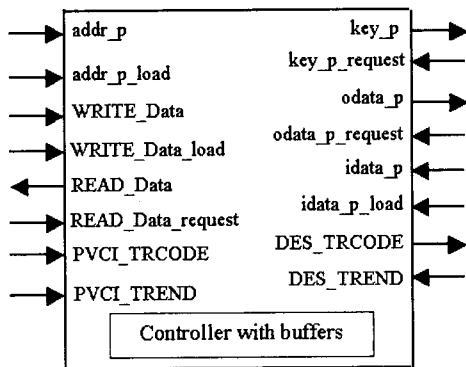 addr_p
addr_p_load
WRITE_Data
WRITE_Data_load
READ_Data
READ_Data_request
PVCI_TRCODE
PVCI_TREND
key_p
key_p_request
odata_p
odata_p_request
idata_p
idata_p_load
DES_TRCODE
DES_TREND
Controller with buffers